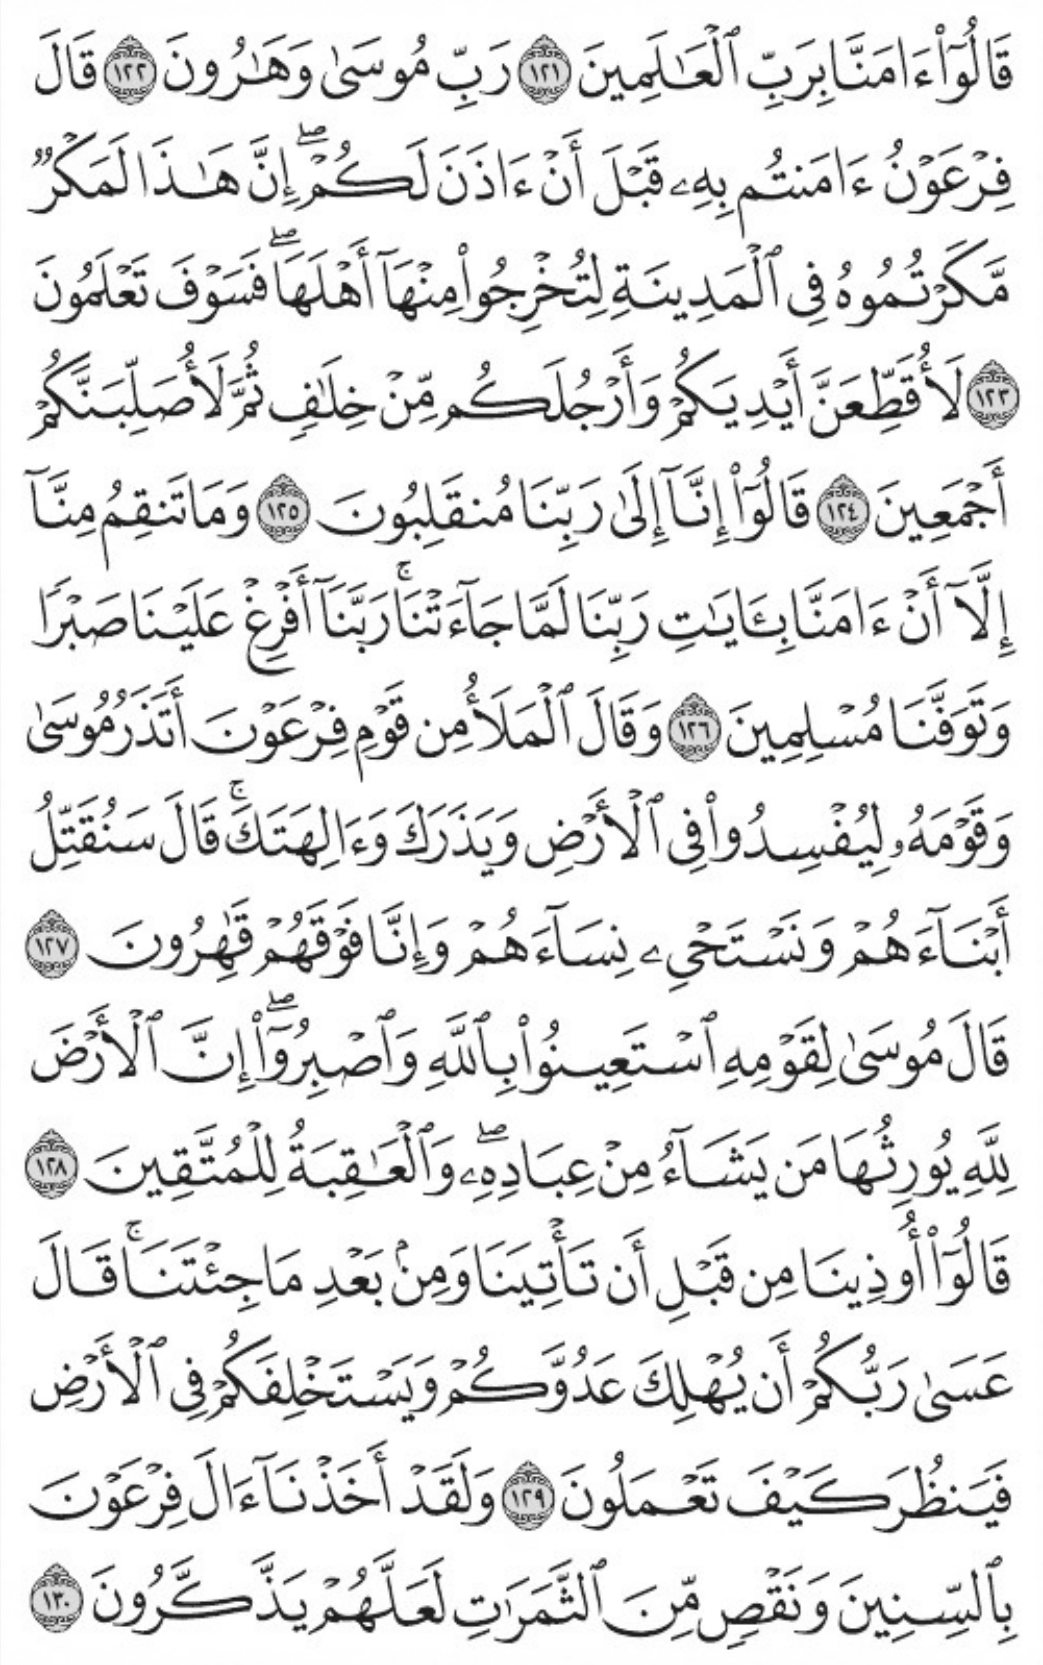 قَالُوٓا۟ ءَامَنَّا بِرَبِّ ٱلْعَـٰلَمِينَ ١٢١ رَبِّ مُوسَىٰ وَهَـٰرُونَ ١٢٢ قَالَ
فِرْعَوْنُ ءَامَنتُم بِهِۦ قَبْلَ أَنْ ءَاذَنَ لَكُمْ ۖ إِنَّ هَـٰذَا لَمَكْرٌ
مَّكَرْتُمُوهُ فِى ٱلْمَدِينَةِ لِتُخْرِجُوا۟ مِنْهَآ أَهْلَهَا ۖ فَسَوْفَ تَعْلَمُونَ
١٢٣ لَأُقَطِّعَنَّ أَيْدِيَكُمْ وَأَرْجُلَكُم مِّنْ خِلَـٰفٍ ثُمَّ لَأُصَلِّبَنَّكُمْ
أَجْمَعِينَ ١٢٤ قَالُوٓا۟ إِنَّآ إِلَىٰ رَبِّنَا مُنقَلِبُونَ ١٢٥ وَمَا تَنقِمُ مِنَّآ
إِلَّآ أَنْ ءَامَنَّا بِـَٔايَـٰتِ رَبِّنَا لَمَّا جَآءَتْنَا ۚ رَبَّنَآ أَفْرِغْ عَلَيْنَا صَبْرًا
وَتَوَفَّنَا مُسْلِمِينَ ١٢٦ وَقَالَ ٱلْمَلَأُ مِن قَوْمِ فِرْعَوْنَ أَتَذَرُ مُوسَىٰ
وَقَوْمَهُۥ لِيُفْسِدُوا۟ فِى ٱلْأَرْضِ وَيَذَرَكَ وَءَالِهَتَكَ ۚ قَالَ سَنُقَتِّلُ
أَبْنَآءَهُمْ وَنَسْتَحْىِۦ نِسَآءَهُمْ وَإِنَّا فَوْقَهُمْ قَـٰهِرُونَ ١٢٧
قَالَ مُوسَىٰ لِقَوْمِهِ ٱسْتَعِينُوا۟ بِٱللَّهِ وَٱصْبِرُوٓا۟ ۖ إِنَّ ٱلْأَرْضَ
لِلَّهِ يُورِثُهَا مَن يَشَآءُ مِنْ عِبَادِهِۦ ۖ وَٱلْعَـٰقِبَةُ لِلْمُتَّقِينَ ١٢٨
قَالُوٓا۟ أُوذِينَا مِن قَبْلِ أَن تَأْتِيَنَا وَمِنۢ بَعْدِ مَا جِئْتَنَا ۚ قَالَ
عَسَىٰ رَبُّكُمْ أَن يُهْلِكَ عَدُوَّكُمْ وَيَسْتَخْلِفَكُمْ فِى ٱلْأَرْضِ
فَيَنظُرَ كَيْفَ تَعْمَلُونَ ١٢٩ وَلَقَدْ أَخَذْنَآ ءَالَ فِرْعَوْنَ
بِٱلسِّنِينَ وَنَقْصٍ مِّنَ ٱلثَّمَرَٰتِ لَعَلَّهُمْ يَذَّكَّرُونَ ١٣٠